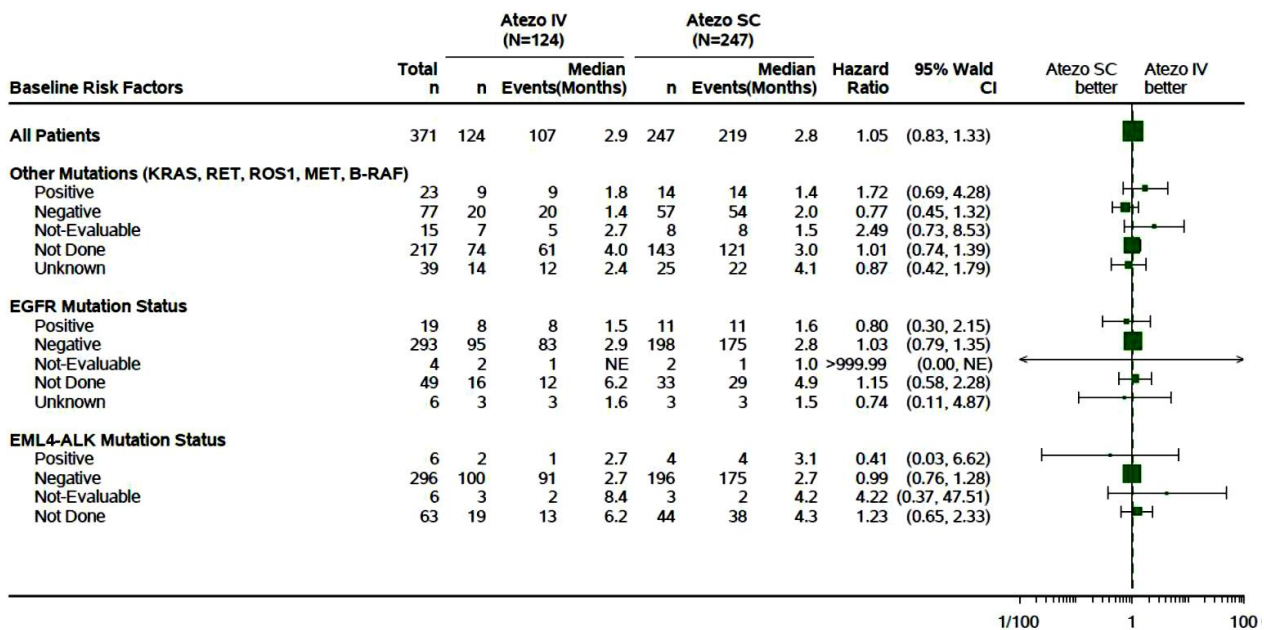 Atezo IV Atezo SC
(N=124) (N=247)
Total Median Median Hazard 95% Wald Atezo SC Atezo IV
Baseline Risk Factors n n Events(Months) n Events(Months) Ratio CI better better
All Patients 371 124 107 2.9 247 219 2.8 1.05 (0.83, 1.33)
Other Mutations (KRAS, RET, ROS1, MET, B-RAF)
Positive 23 9 9 1.8 14 14 1.4 1.72 (0.69, 4.28)
Negative 77 20 20 1.4 57 54 2.0 0.77 (0.45, 1.32)
Not-Evaluable 15 7 5 2.7 8 8 1.5 2.49 (0.73, 8.53)
Not Done 217 74 61 4.0 143 121 3.0 1.01 (0.74, 1.39)
Unknown 39 14 12 2.4 25 22 4.1 0.87 (0.42, 1.79)
EGFR Mutation Status
Positive 19 8 8 1.5 11 11 1.6 0.80 (0.30, 2.15)
Negative 293 95 83 2.9 198 175 2.8 1.03 (0.79, 1.35)
Not-Evaluable 4 2 1 NE 2 1 1.0 >999.99 (0.00, NE)
Not Done 49 16 12 6.2 33 29 4.9 1.15 (0.58, 2.28)
Unknown 6 3 3 1.6 3 3 1.5 0.74 (0.11, 4.87)
EML4-ALK Mutation Status
Positive 6 2 1 2.7 4 4 3.1 0.41 (0.03, 6.62)
Negative 296 100 91 2.7 196 175 2.7 0.99 (0.76, 1.28)
Not-Evaluable 6 3 2 8.4 3 2 4.2 4.22 (0.37, 47.51)
Not Done 63 19 13 6.2 44 38 4.3 1.23 (0.65, 2.33)
1/100 1 100